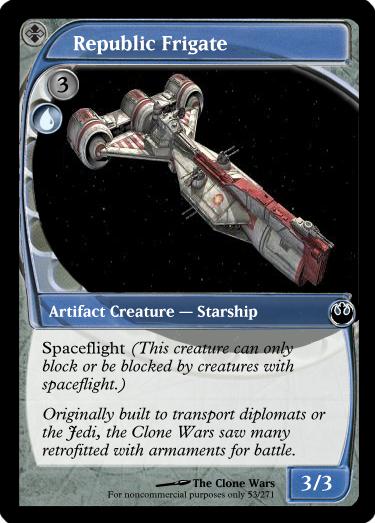 Republic Frigate
3
Artifact Creature — Starship
Spaceflight (This creature can only
block or be blocked by creatures with
spaceflight.)
Originally built to transport diplomats or
the Jedi, the Clone Wars saw many
retrofitted with armaments for battle.
The Clone Wars
For noncommercial purposes only 53/271
3/3